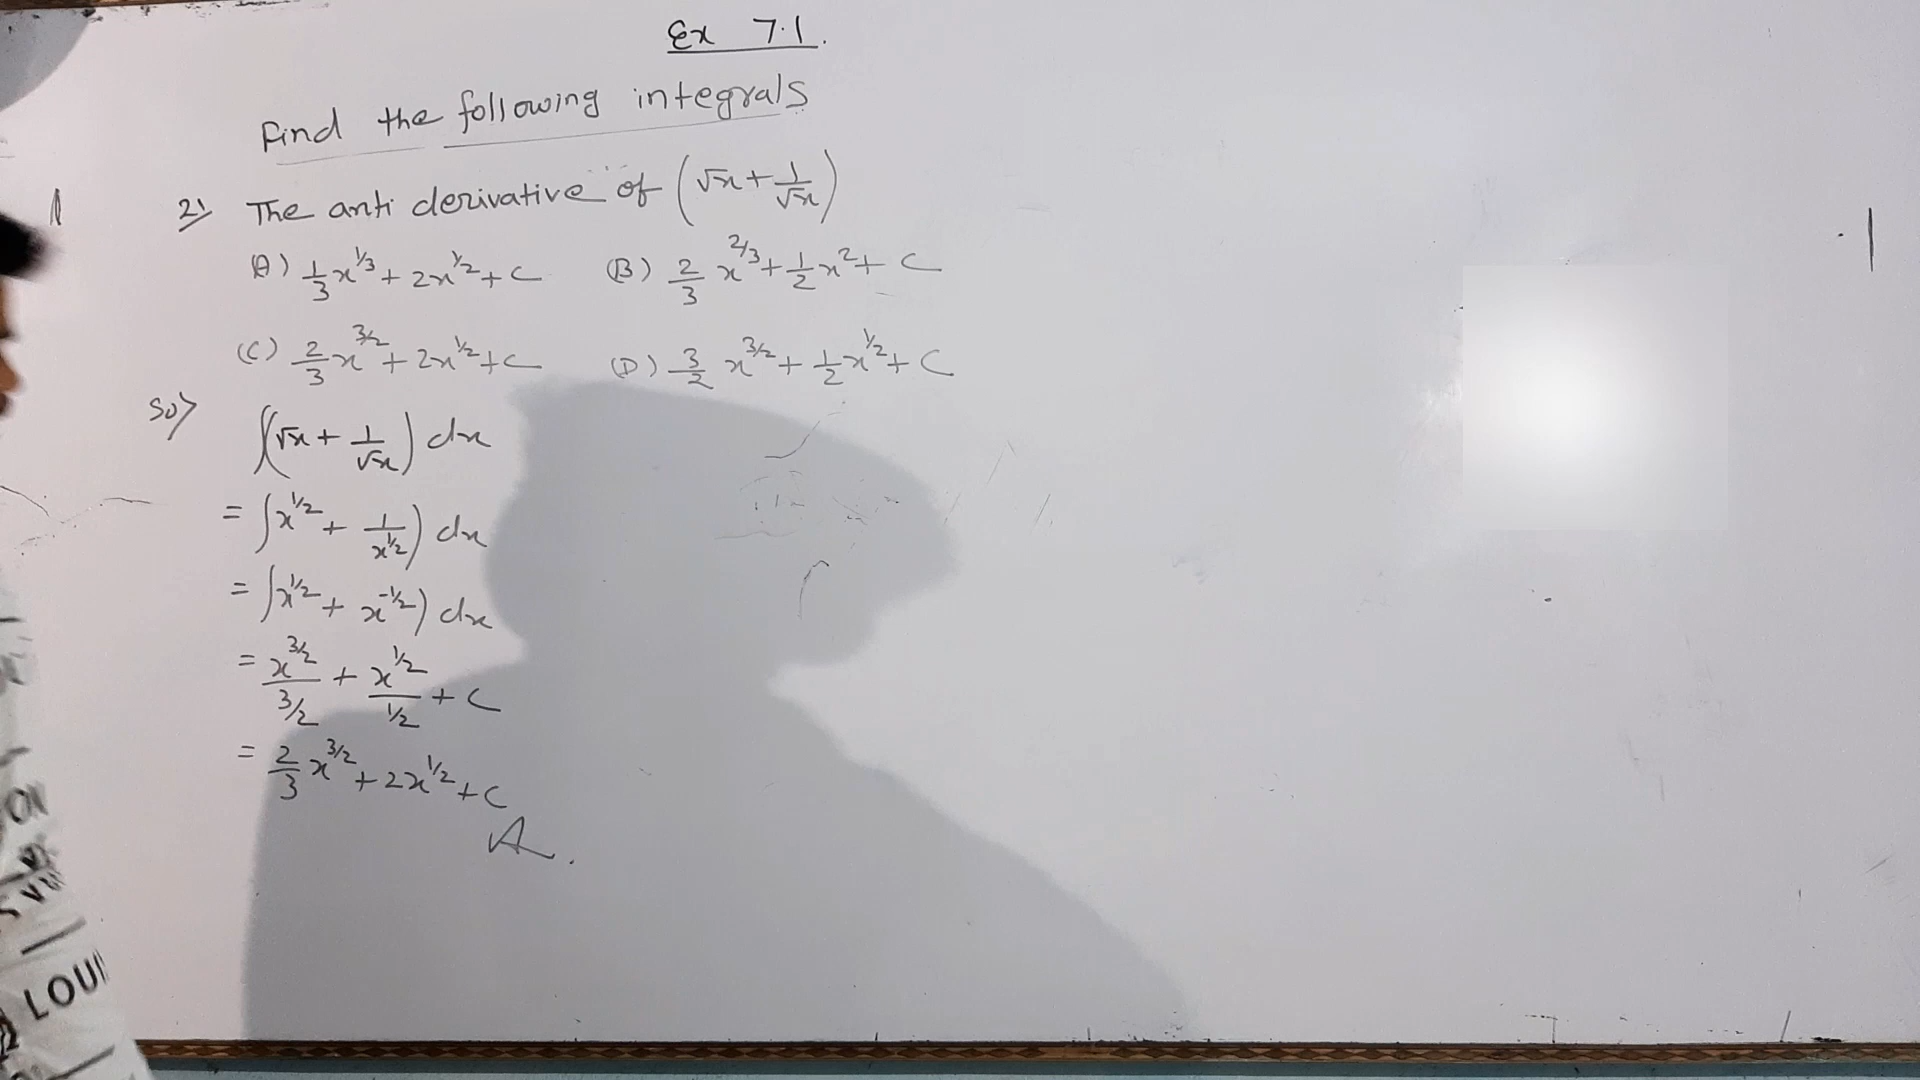 Ex 7.1.
Find the following integrals
21 The anti derivative of (√x + 1/√x)
(A) 1/3 x^1/3 + 2x^1/2 + C (B) 2/3 x^2/3 + 1/2 x^2 + C
(C) 2/3 x^3/2 + 2x^1/2 + C (D) 3/2 x^3/2 + 1/2 x^1/2 + C
Sol
∫(√x + 1/√x) dx
= ∫x^1/2 + 1/x^1/2) dx
= ∫x^1/2 + x^-1/2) dx
= x^3/2 / 3/2 + x^1/2 / 1/2 + C
= 2/3 x^3/2 + 2x^1/2 + C
LOUI